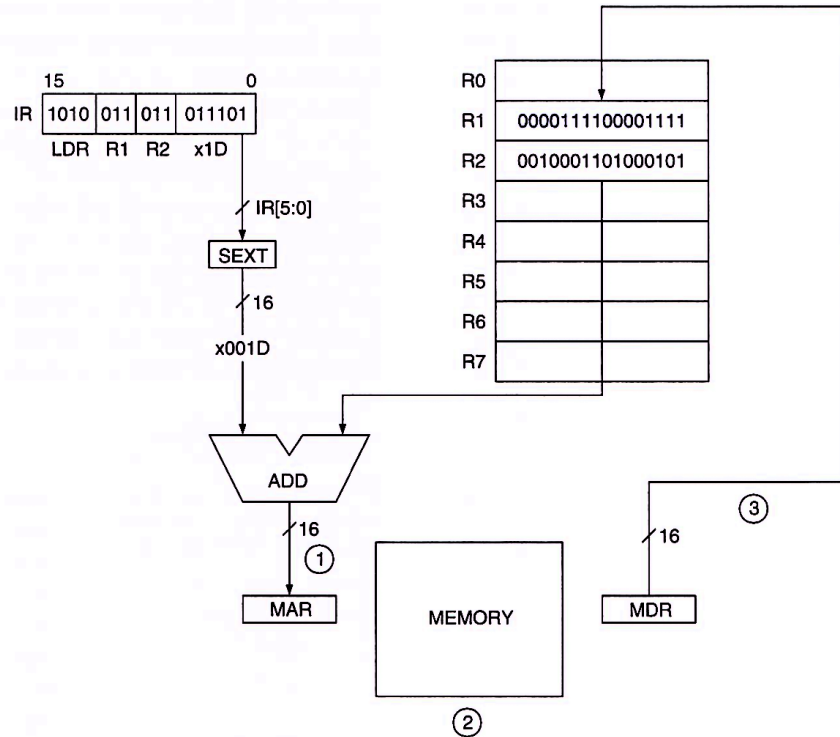 15 0
IR 1010 011 011 011101
LDR R1 R2 x1D
IR[5:0]
SEXT
16
x001D
ADD
16
1
MAR
R0
R1 0000111100001111
R2 0010001101000101
R3
R4
R5
R6
R7
MEMORY
2
3
16
MDR